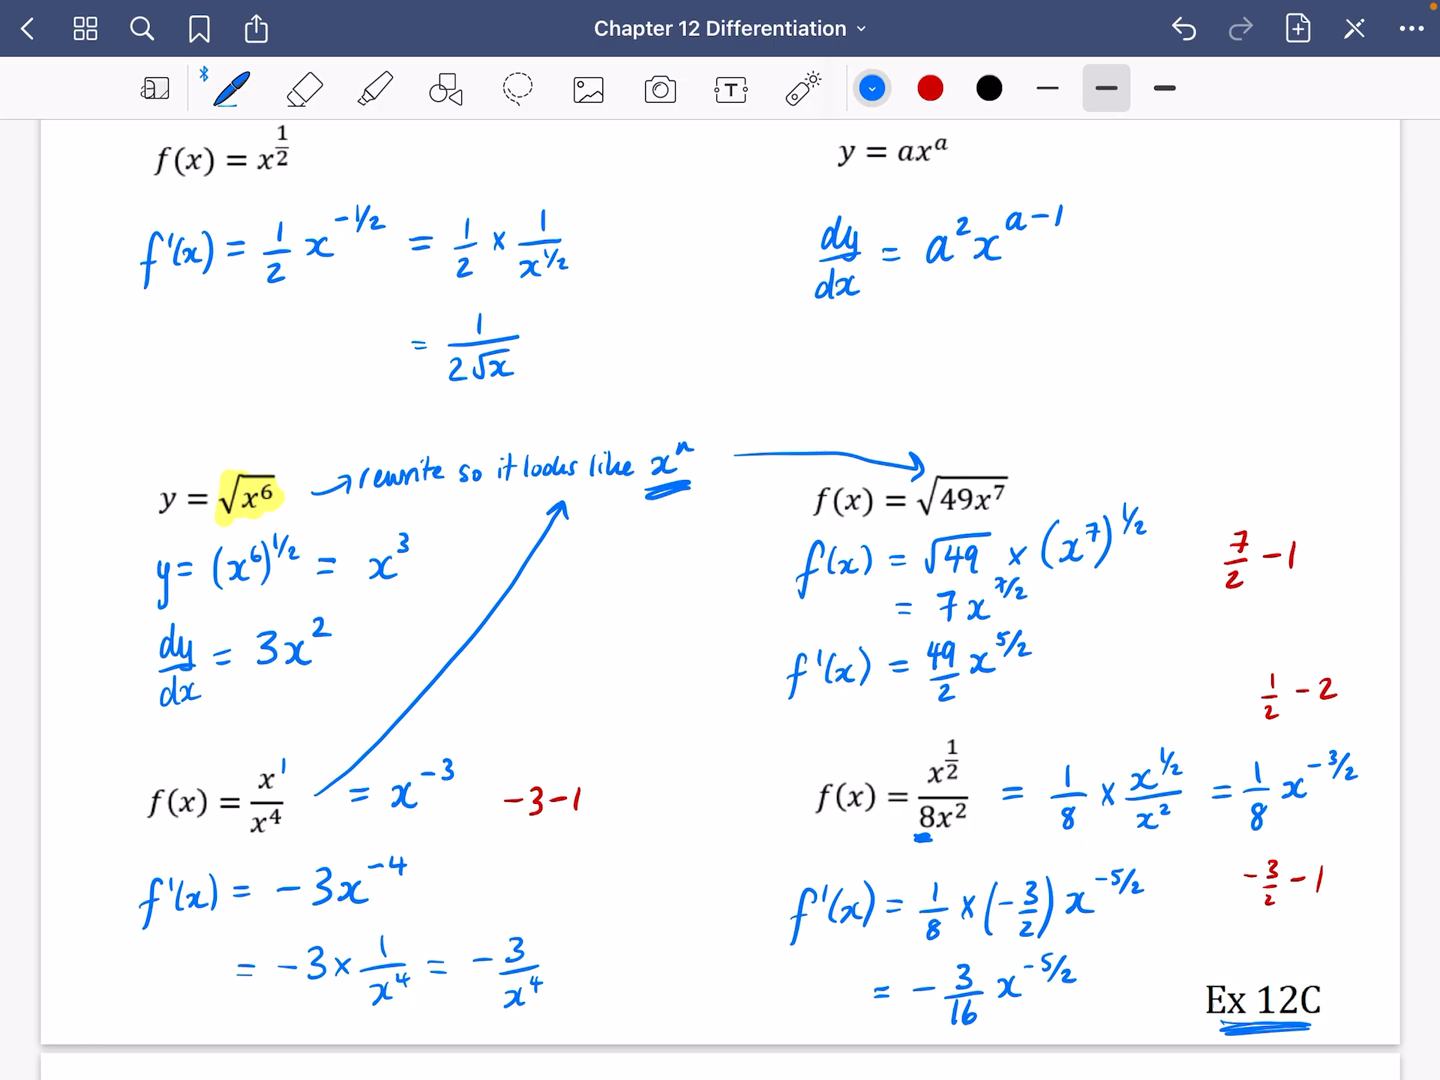 Chapter 12 Differentiation
f(x) = x^{1/2}
f'(x) = 1/2 x^{-1/2} = 1/2 × 1/x^{1/2}
= 1/(2√x)
y = ax^a
dy/dx = a²x^{a-1}
y = √(x⁶) → rewrite so it looks like xⁿ
y = (x⁶)^{1/2} = x³
dy/dx = 3x²
f(x) = √(49x⁷)
f(x) = √49 × (x⁷)^{1/2}
= 7x^{7/2}
7/2 - 1
f'(x) = 49/2 x^{5/2}
f(x) = x¹/x⁴ = x^{-3}
-3-1
f'(x) = -3x^{-4}
= -3 × 1/x⁴ = -3/x⁴
1/2 - 2
f(x) = x^{1/2}/(8x²) = 1/8 × x^{1/2}/x² = 1/8 x^{-3/2}
-3/2 - 1
f'(x) = 1/8 × (-3/2) x^{-5/2}
= -3/16 x^{-5/2}
Ex 12C